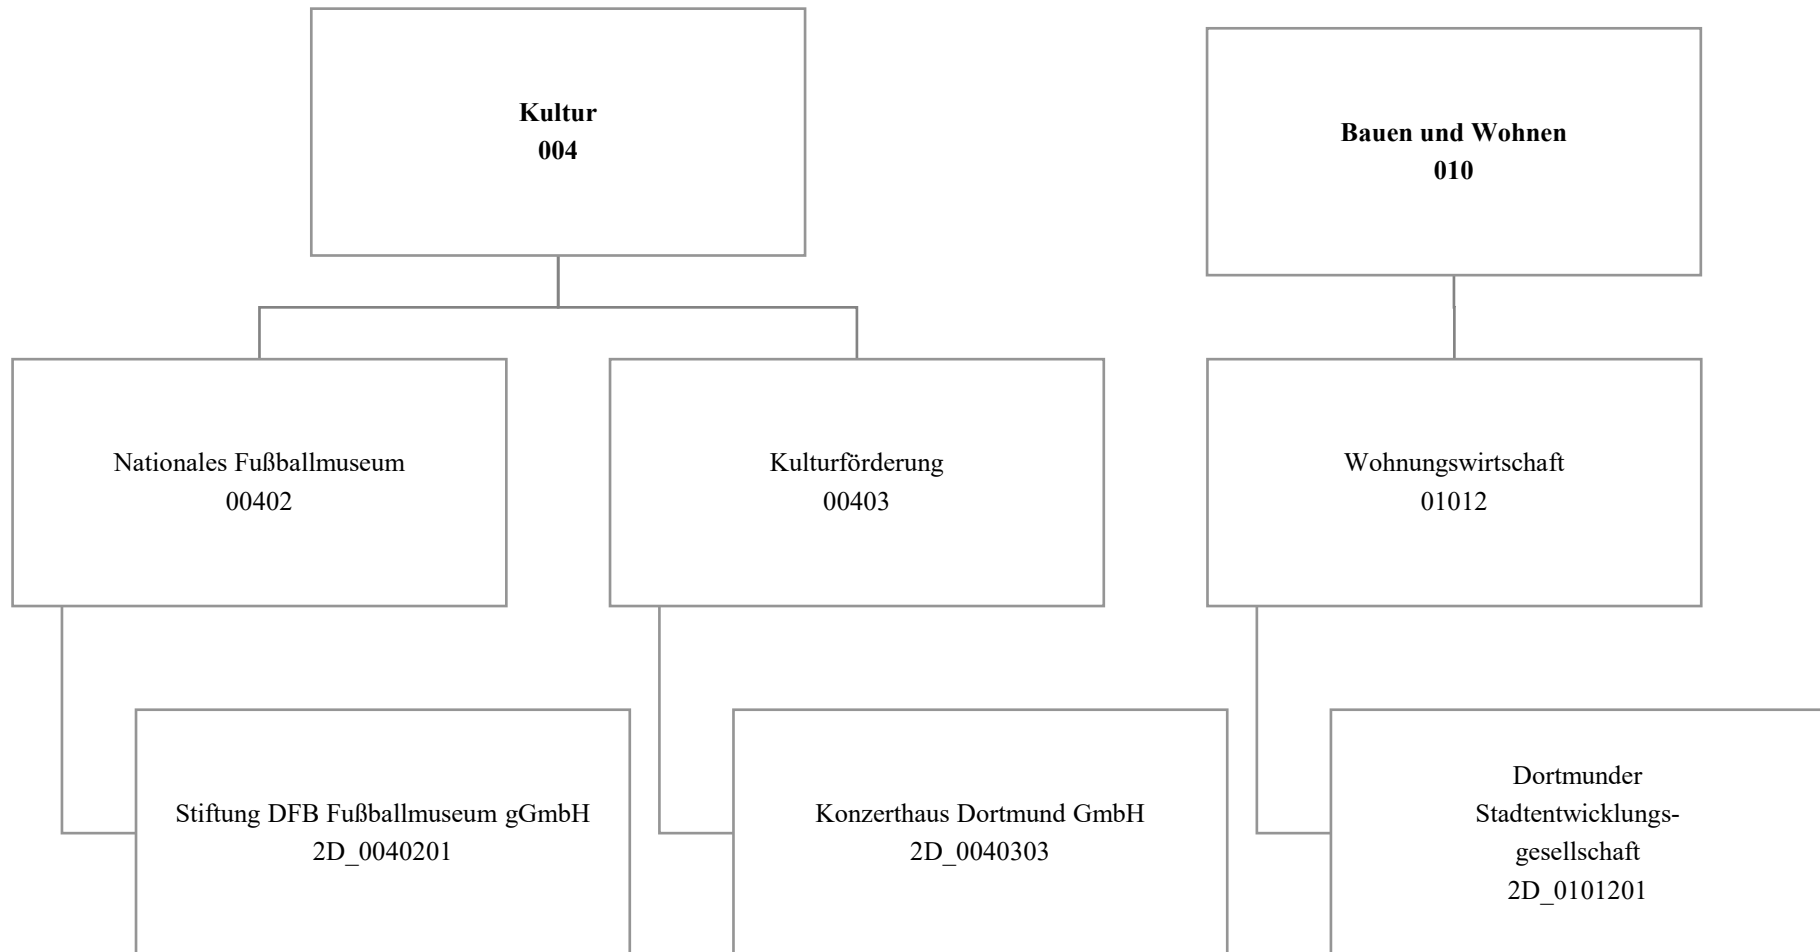 Kultur
004
Bauen und Wohnen
010
Nationales Fußballmuseum
00402
Kulturförderung
00403
Wohnungswirtschaft
01012
Stiftung DFB Fußballmuseum gGmbH
2D_0040201
Konzerthaus Dortmund GmbH
2D_0040303
Dortmunder
Stadtentwicklungs-
gesellschaft
2D_0101201